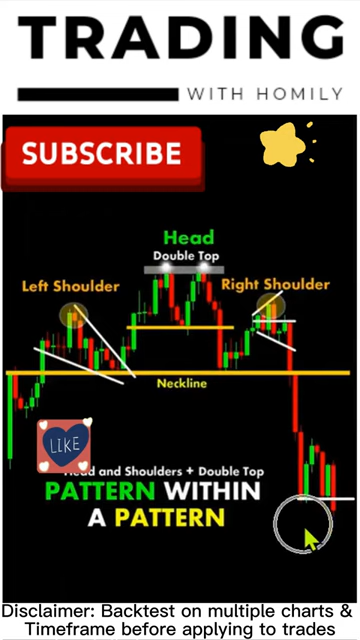 TRADING
WITH HOMILY
SUBSCRIBE
Head
Double Top
Left Shoulder
Right Shoulder
Neckline
LIKE
Head and Shoulders + Double Top
PATTERN WITHIN
A PATTERN
Disclaimer: Backtest on multiple charts &
Timeframe before applying to trades